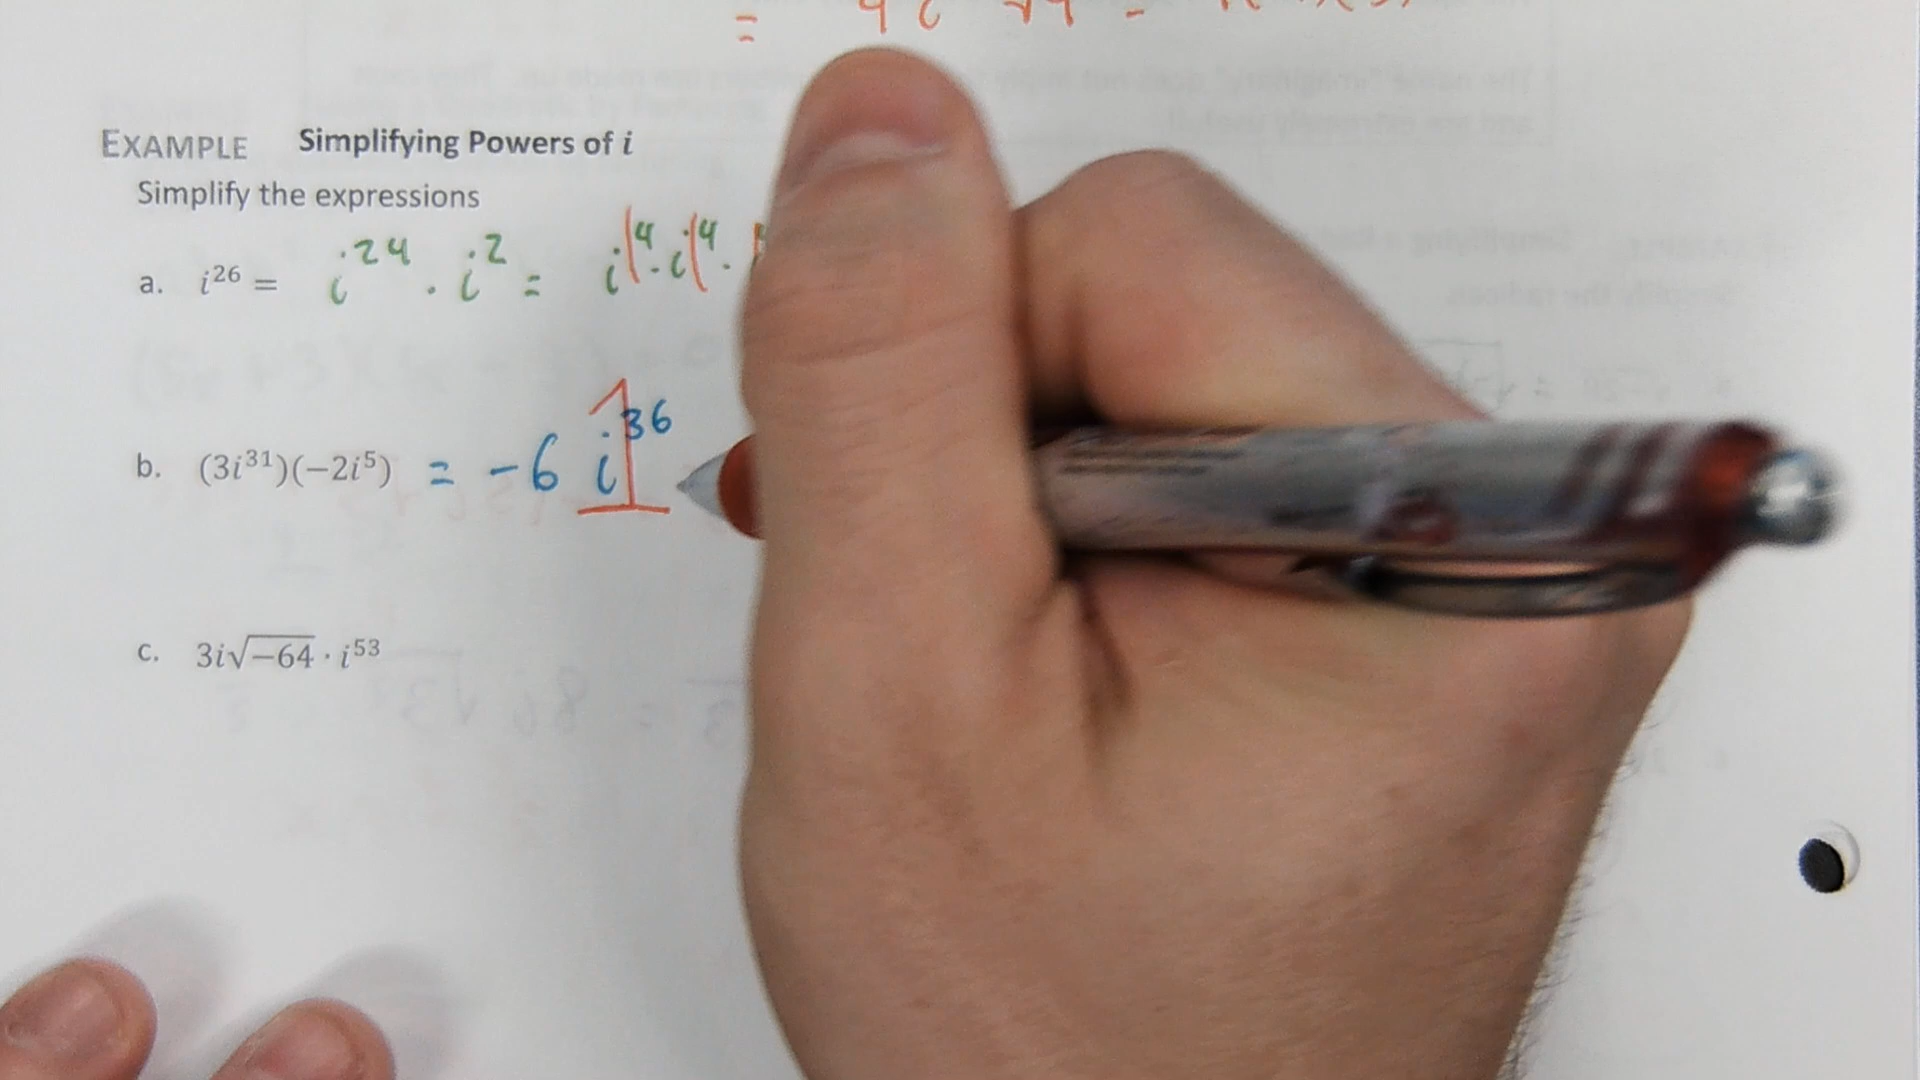 EXAMPLE Simplifying Powers of i
Simplify the expressions
a. i²⁶ = i²⁴ · i² = i⁴ · i⁴ ·
b. (3i³¹)(−2i⁵) = −6 i³⁶ 1
c. 3i√−64 · i⁵³